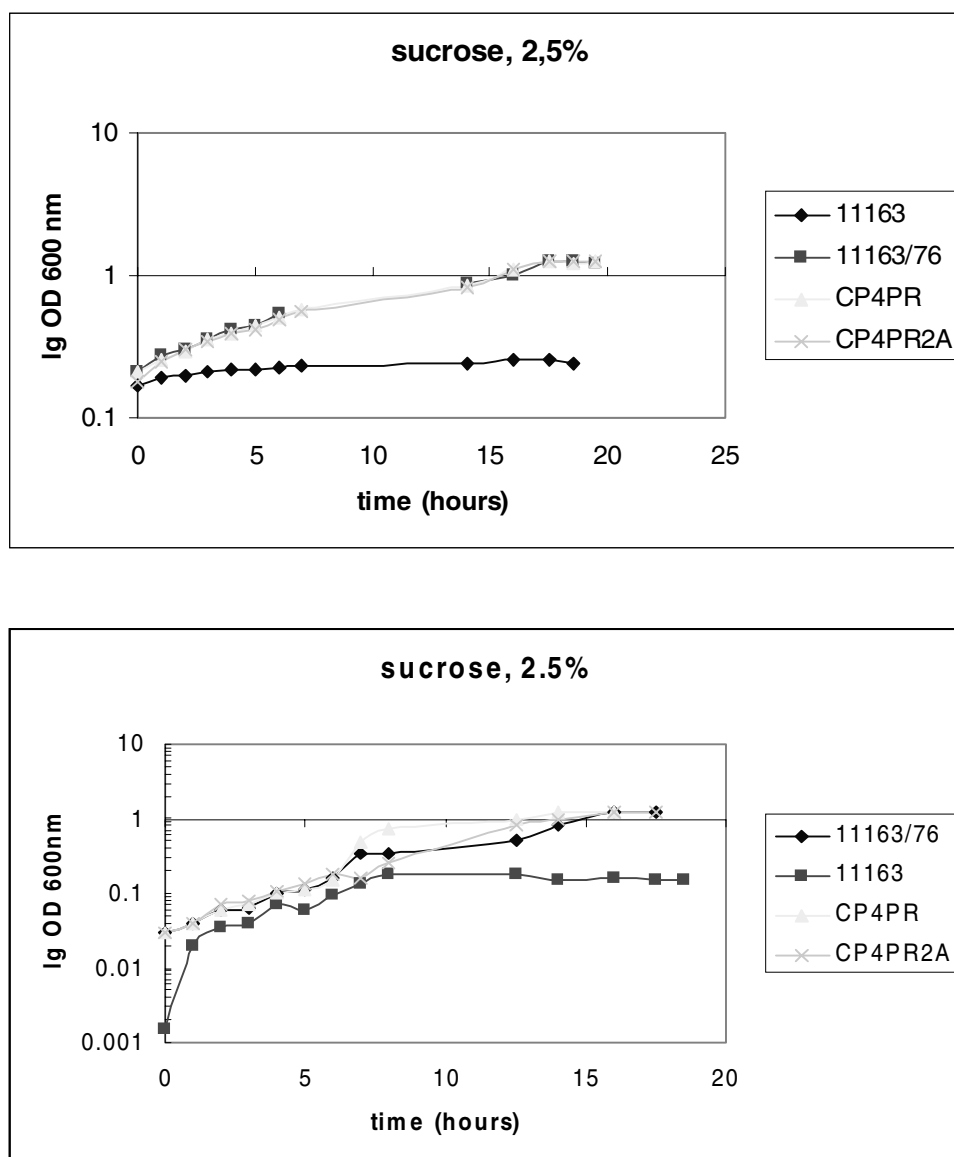 sucrose, 2,5%
10
1
0.1
lg OD 600 nm
0 5 10 15 20 25
time (hours)
11163
11163/76
CP4PR
CP4PR2A
sucrose, 2.5%
10
1
0.1
0.01
0.001
lg OD 600nm
0 5 10 15 20
time (hours)
11163/76
11163
CP4PR
CP4PR2A